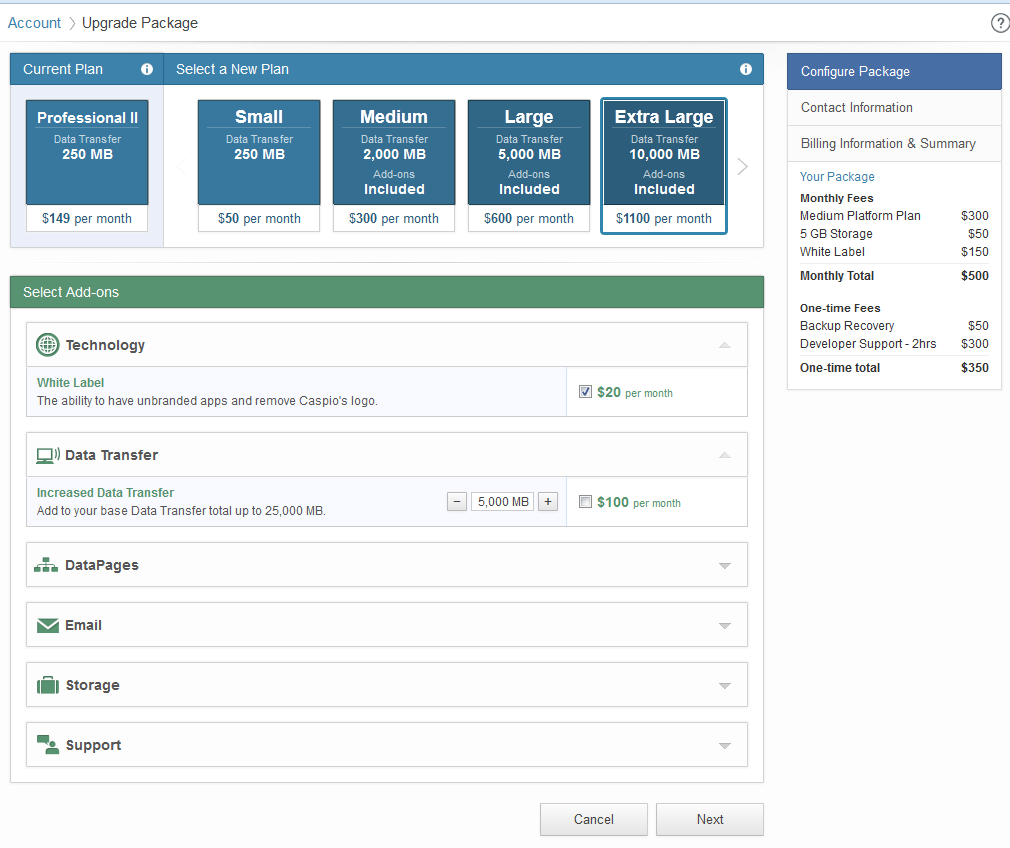 Account > Upgrade Package
?
Current Plan
Select a New Plan
Professional II
Data Transfer
250 MB
$149 per month
Small
Data Transfer
250 MB
$50 per month
Medium
Data Transfer
2,000 MB
Add-ons
Included
$300 per month
Large
Data Transfer
5,000 MB
Add-ons
Included
$600 per month
Extra Large
Data Transfer
10,000 MB
Add-ons
Included
$1100 per month
Select Add-ons
Technology
White Label
The ability to have unbranded apps and remove Caspio's logo.
$20 per month
Data Transfer
Increased Data Transfer
Add to your base Data Transfer total up to 25,000 MB.
− 5,000 MB +
$100 per month
DataPages
Email
Storage
Support
Cancel
Next
Configure Package
Contact Information
Billing Information & Summary
Your Package
Monthly Fees
Medium Platform Plan $300
5 GB Storage $50
White Label $150
Monthly Total $500
One-time Fees
Backup Recovery $50
Developer Support - 2hrs $300
One-time total $350